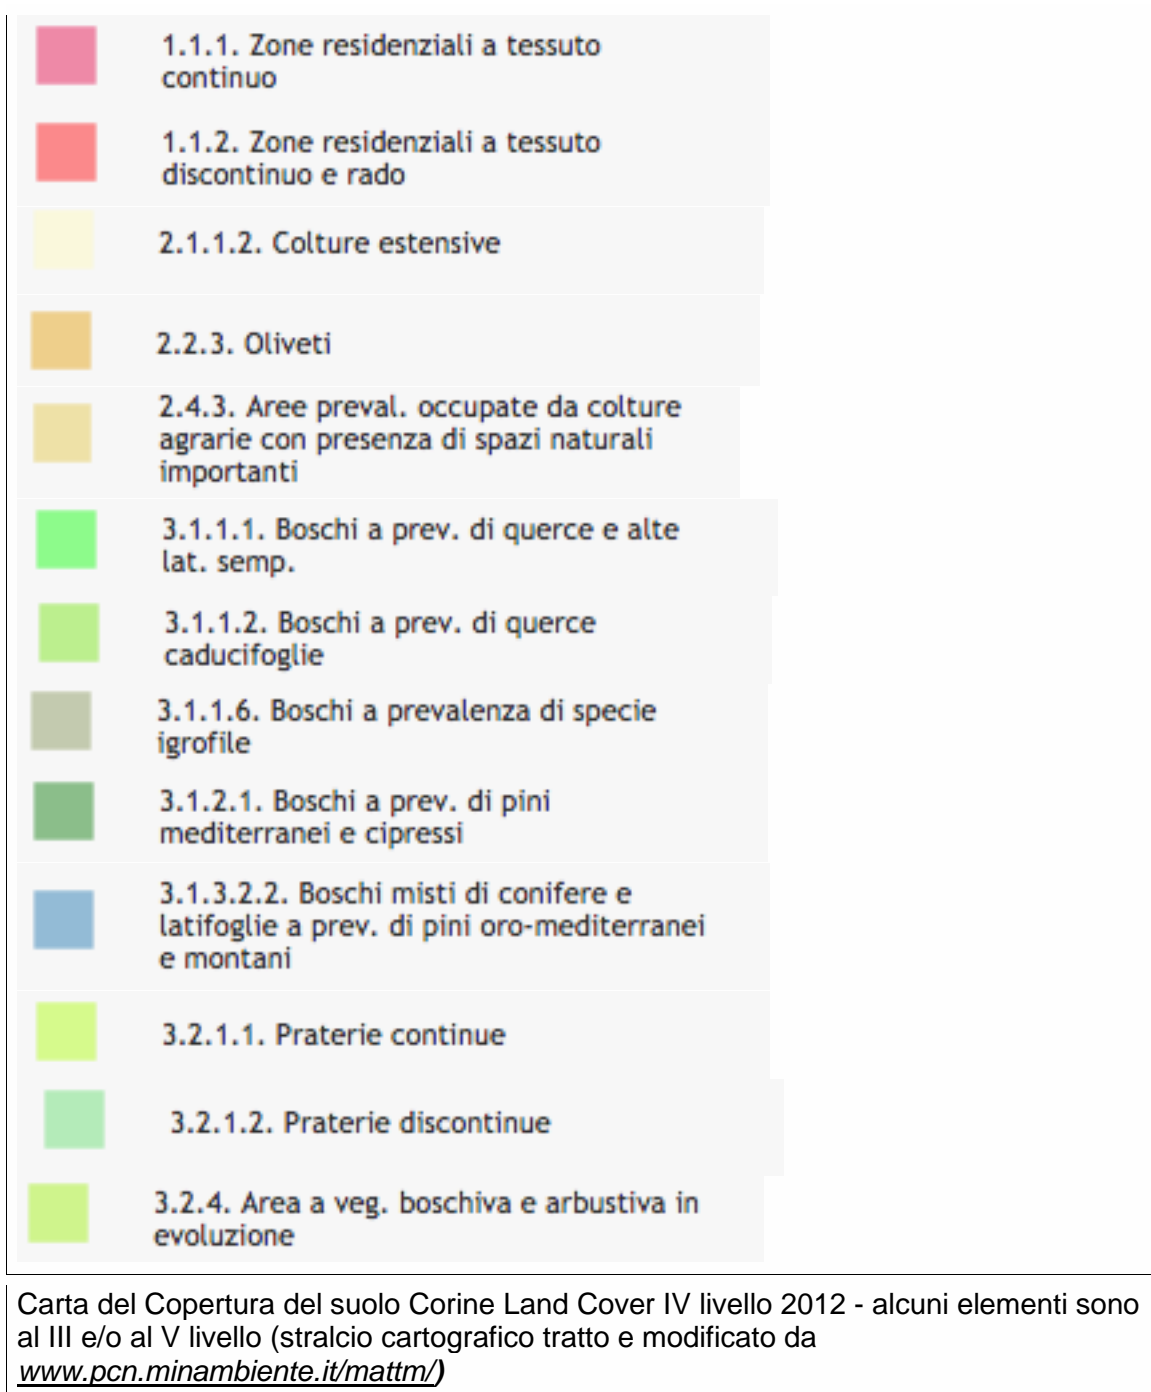 1.1.1. Zone residenziali a tessuto
continuo
1.1.2. Zone residenziali a tessuto
discontinuo e rado
2.1.1.2. Colture estensive
2.2.3. Oliveti
2.4.3. Aree preval. occupate da colture
agrarie con presenza di spazi naturali
importanti
3.1.1.1. Boschi a prev. di querce e alte
lat. semp.
3.1.1.2. Boschi a prev. di querce
caducifoglie
3.1.1.6. Boschi a prevalenza di specie
igrofile
3.1.2.1. Boschi a prev. di pini
mediterranei e cipressi
3.1.3.2.2. Boschi misti di conifere e
latifoglie a prev. di pini oro-mediterranei
e montani
3.2.1.1. Praterie continue
3.2.1.2. Praterie discontinue
3.2.4. Area a veg. boschiva e arbustiva in
evoluzione
Carta del Copertura del suolo Corine Land Cover IV livello 2012 - alcuni elementi sono
al III e/o al V livello (stralcio cartografico tratto e modificato da
www.pcn.minambiente.it/mattm/)